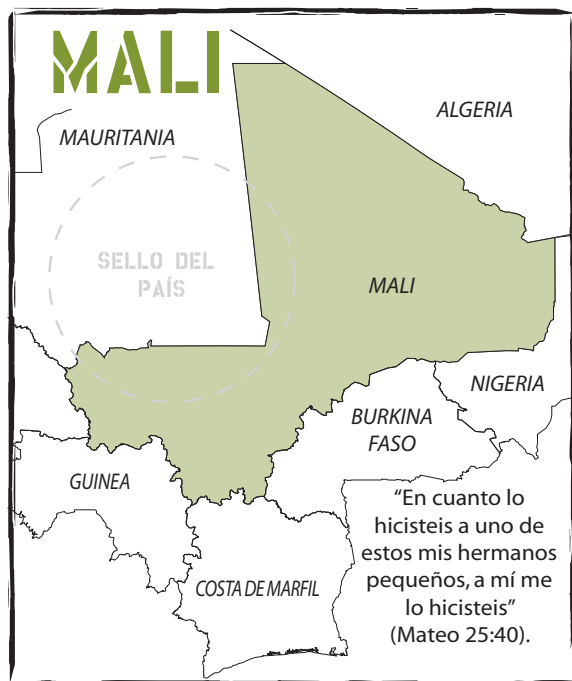 MALI
ALGERIA
MAURITANIA
SELLO DEL
PAÍS
MALI
NIGERIA
BURKINA
FASO
GUINEA
COSTA DE MARFIL
“En cuanto lo
hicisteis a uno de
estos mis hermanos
pequeños, a mí me
lo hicisteis”
(Mateo 25:40).